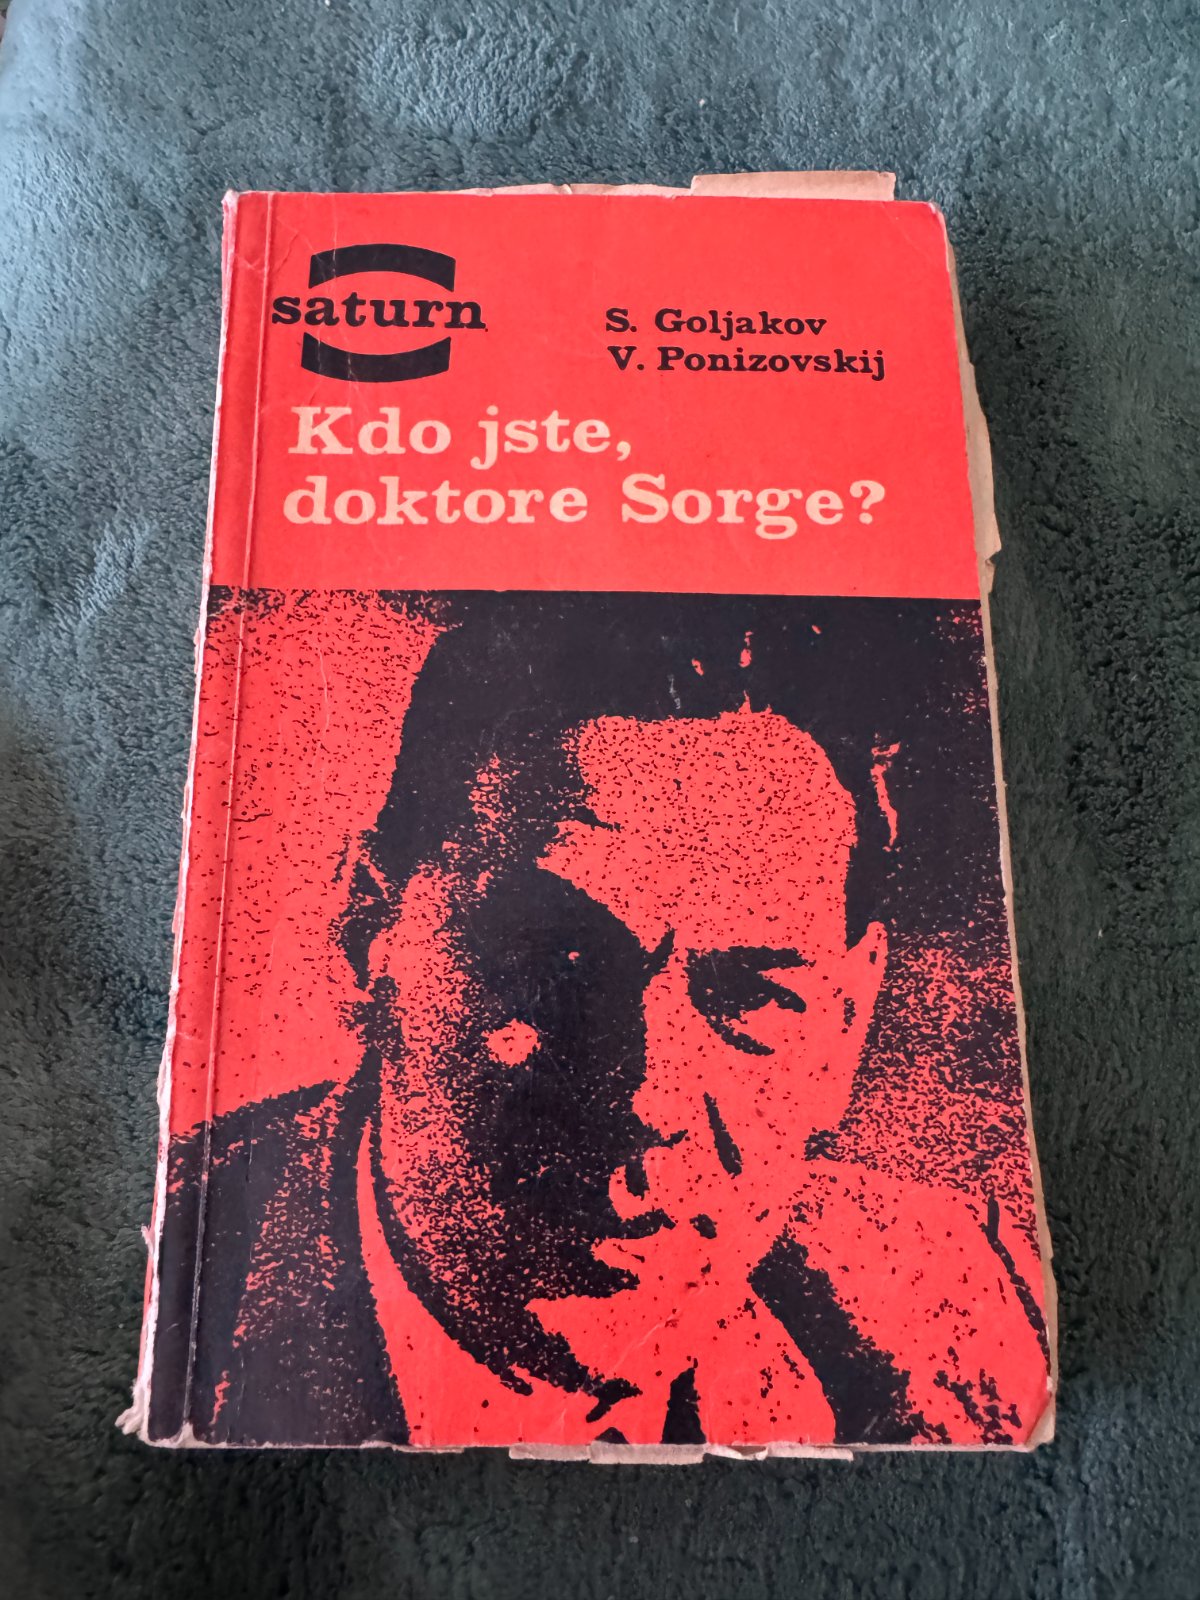 saturn
S. Goljakov
V. Ponizovskij
Kdo jste,
doktore Sorge?